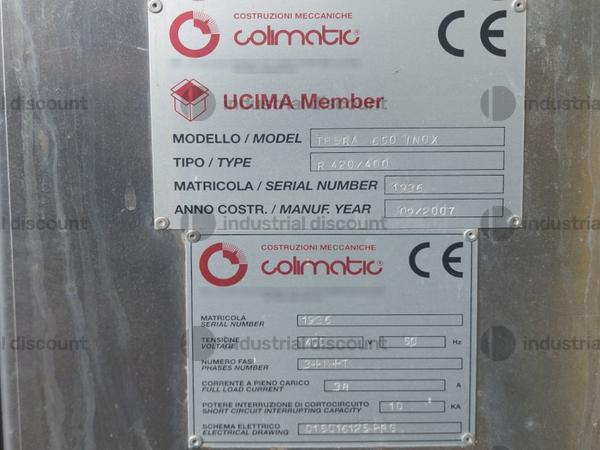 COSTRUZIONI MECCANICHE
colimatic®
CE
UCIMA Member
MODELLO / MODEL THERA 650 INOX
TIPO / TYPE R 420/400
MATRICOLA / SERIAL NUMBER 1936
ANNO COSTR. / MANUF. YEAR 09/2007
industrial discount
COSTRUZIONI MECCANICHE
colimatic®
CE
MATRICOLA
SERIAL NUMBER 1936
TENSIONE
VOLTAGE V 50 Hz
NUMERO FASI
PHASES NUMBER
CORRENTE A PIENO CARICO
FULL LOAD CURRENT 38 A
POTERE INTERRUZIONE DI CORTOCIRCUITO
SHORT CIRCUIT INTERRUPTING CAPACITY 10 KA
SCHEMA ELETTRICO
ELECTRICAL DRAWING